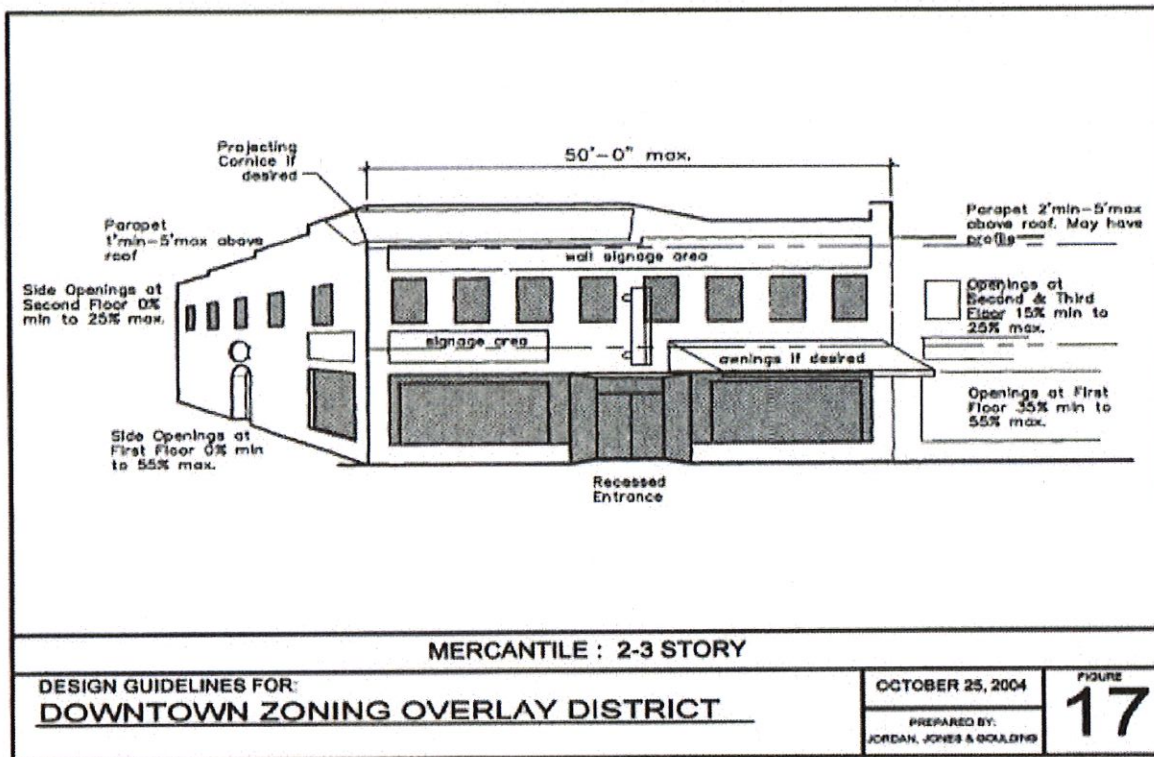 Projecting
Cornice if
desired
50'-0" max.
Parapet
1'min-5'max above
roof
Parapet 2'min-5'max
above roof. May have
profile
wall signage area
Side Openings at
Second Floor 0%
min to 25% max.
Openings at
Second & Third
Floor 15% min to
25% max.
signage area
awnings if desired
Openings at First
Floor 35% min to
55% max.
Side Openings at
First Floor 0% min
to 55% max.
Recessed
Entrance
MERCANTILE : 2-3 STORY
DESIGN GUIDELINES FOR:
DOWNTOWN ZONING OVERLAY DISTRICT
OCTOBER 25, 2004
PREPARED BY:
JORDAN, JONES & GOULDING
FIGURE
17